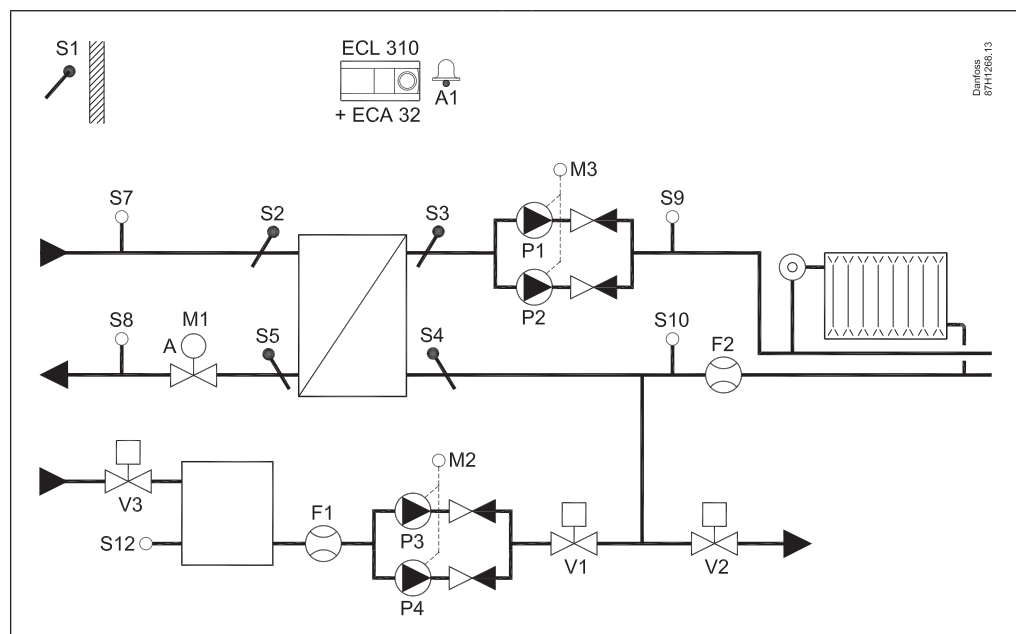 S1
ECL 310
A1
+ ECA 32
Danfoss
87H1268.13
M3
S7
S2
S3
S9
P1
P2
S8
M1
A
S5
S4
S10
F2
M2
V3
F1
P3
S12
V1
V2
P4